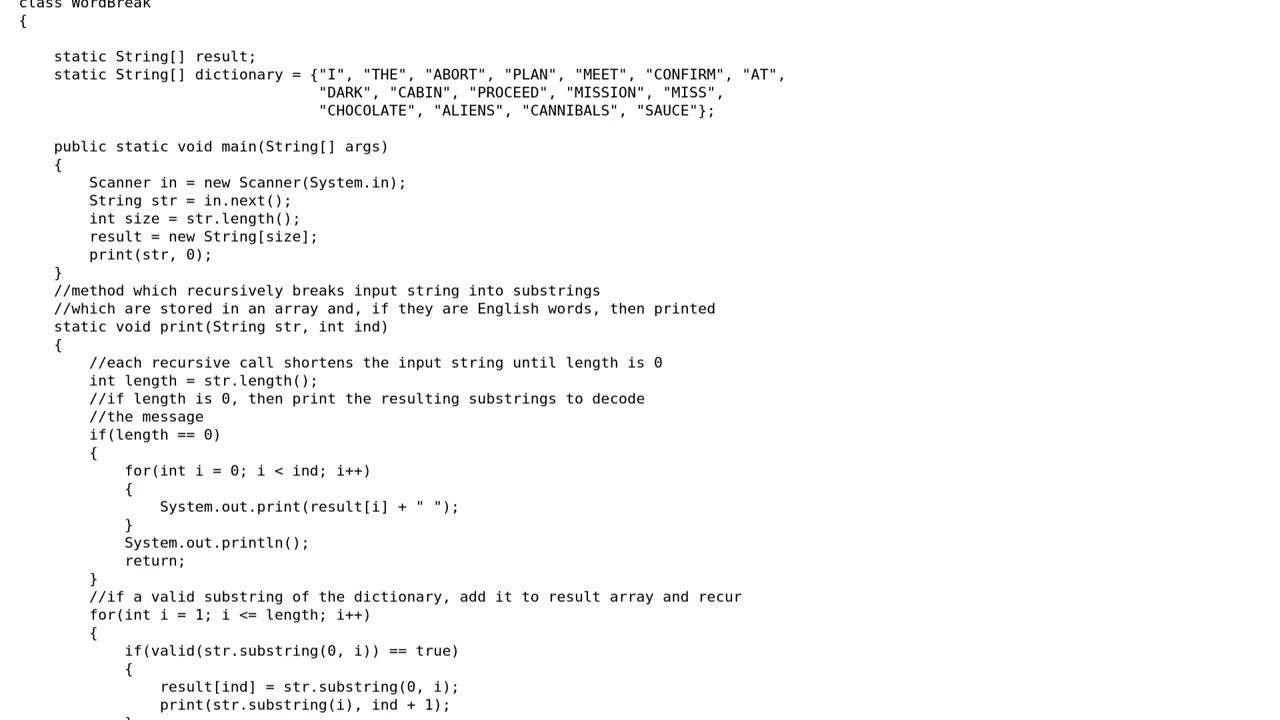 class WordBreak
{
static String[] result;
static String[] dictionary = {"I", "THE", "ABORT", "PLAN", "MEET", "CONFIRM", "AT",
"DARK", "CABIN", "PROCEED", "MISSION", "MISS",
"CHOCOLATE", "ALIENS", "CANNIBALS", "SAUCE"};
public static void main(String[] args)
{
Scanner in = new Scanner(System.in);
String str = in.next();
int size = str.length();
result = new String[size];
print(str, 0);
}
//method which recursively breaks input string into substrings
//which are stored in an array and, if they are English words, then printed
static void print(String str, int ind)
{
//each recursive call shortens the input string until length is 0
int length = str.length();
//if length is 0, then print the resulting substrings to decode
//the message
if(length == 0)
{
for(int i = 0; i < ind; i++)
{
System.out.print(result[i] + " ");
}
System.out.println();
return;
}
//if a valid substring of the dictionary, add it to result array and recur
for(int i = 1; i <= length; i++)
{
if(valid(str.substring(0, i)) == true)
{
result[ind] = str.substring(0, i);
print(str.substring(i), ind + 1);
}